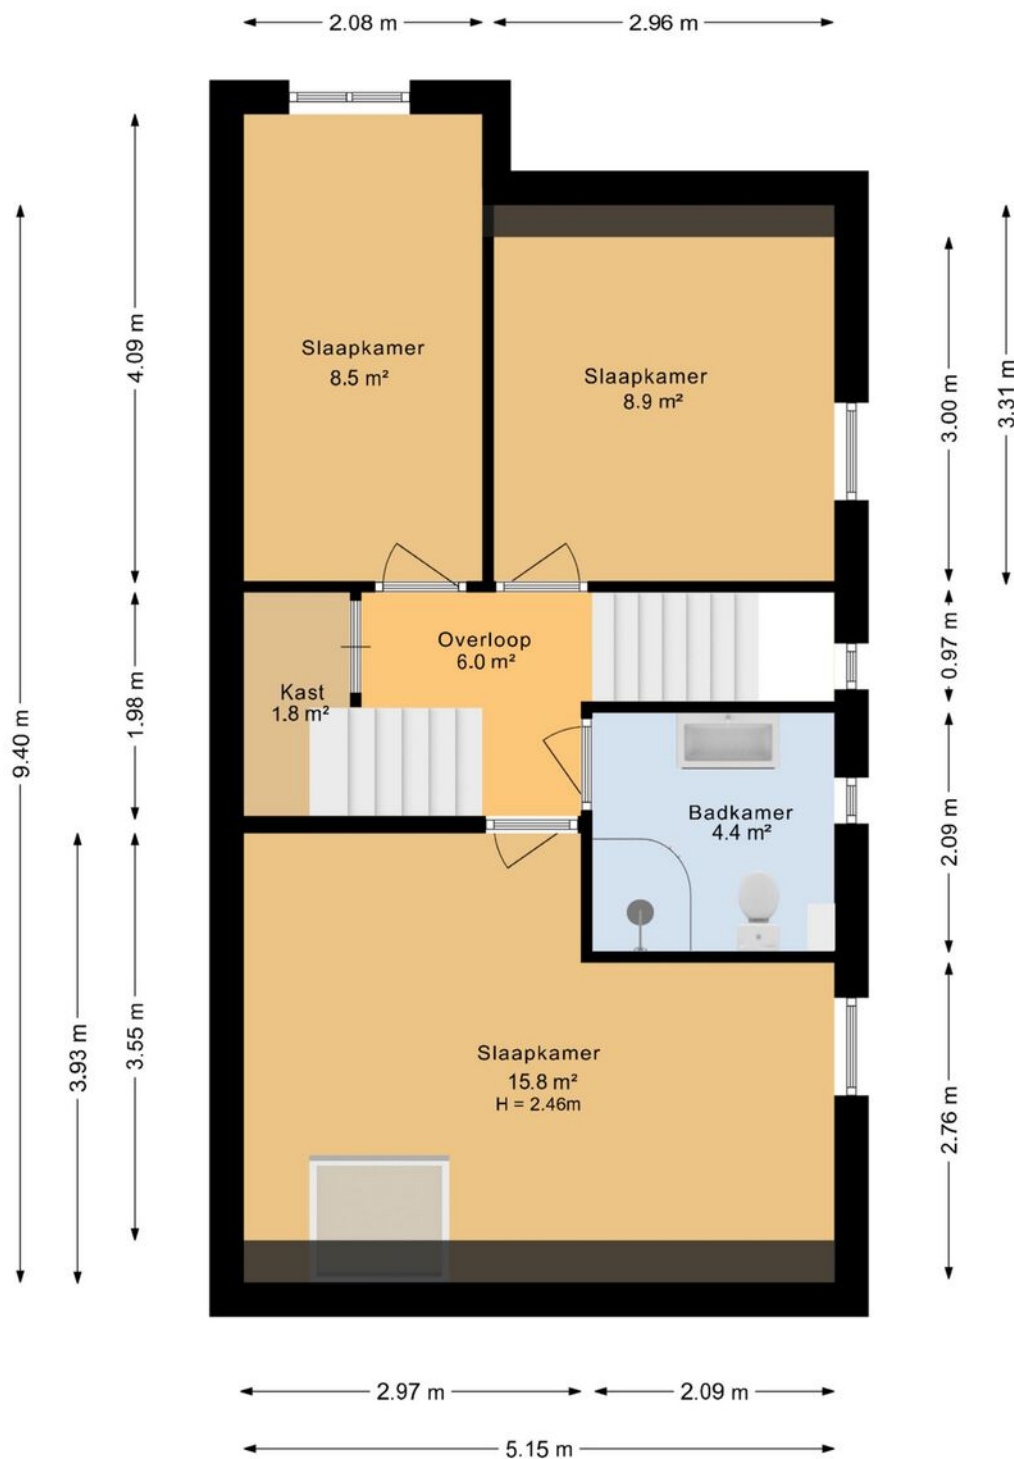 2.08 m
2.96 m
4.09 m
Slaapkamer
8.5 m²
Slaapkamer
8.9 m²
3.00 m
3.31 m
Overloop
6.0 m²
0.97 m
Kast
1.8 m²
1.98 m
9.40 m
Badkamer
4.4 m²
2.09 m
3.93 m
3.55 m
Slaapkamer
15.8 m²
H = 2.46m
2.76 m
2.97 m
2.09 m
5.15 m